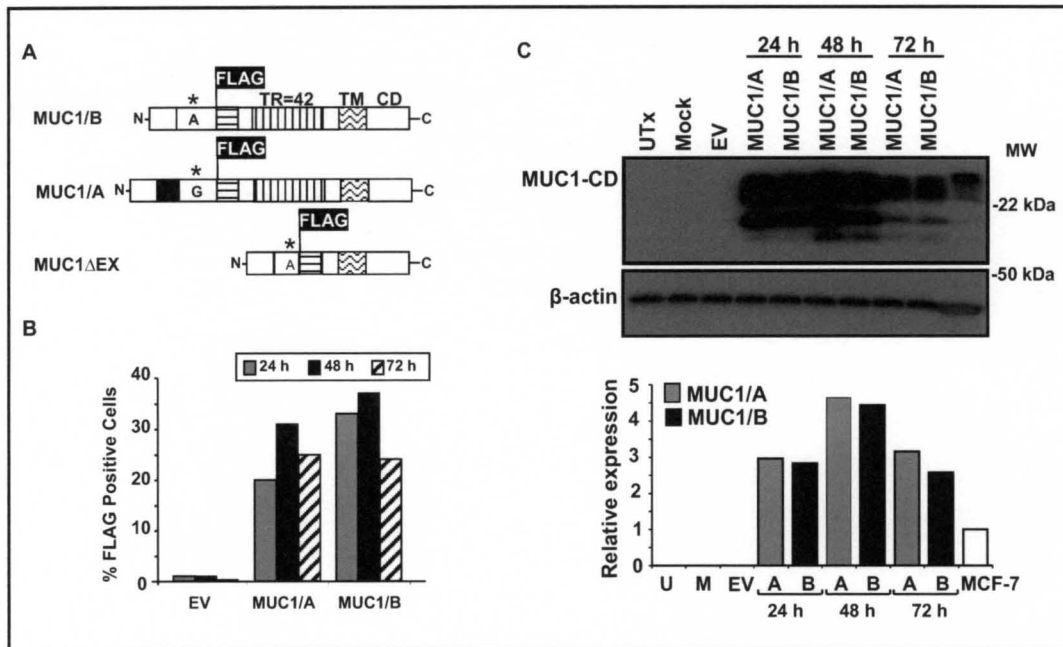 A
FLAG
* TR=42 TM CD
MUC1/B N- A -C
FLAG
*
MUC1/A N- G -C
FLAG
*
MUC1ΔEX N- A -C
B
24 h 48 h 72 h
% FLAG Positive Cells
40
30
20
10
0
EV MUC1/A MUC1/B
C
24 h 48 h 72 h
UTx Mock EV MUC1/A MUC1/B MUC1/A MUC1/B MUC1/A MUC1/B
MW
MUC1-CD
-22 kDa
-50 kDa
β-actin
Relative expression
5
5
3
2
1
0
MUC1/A
MUC1/B
U M EV A B A B A B MCF-7
24 h 48 h 72 h